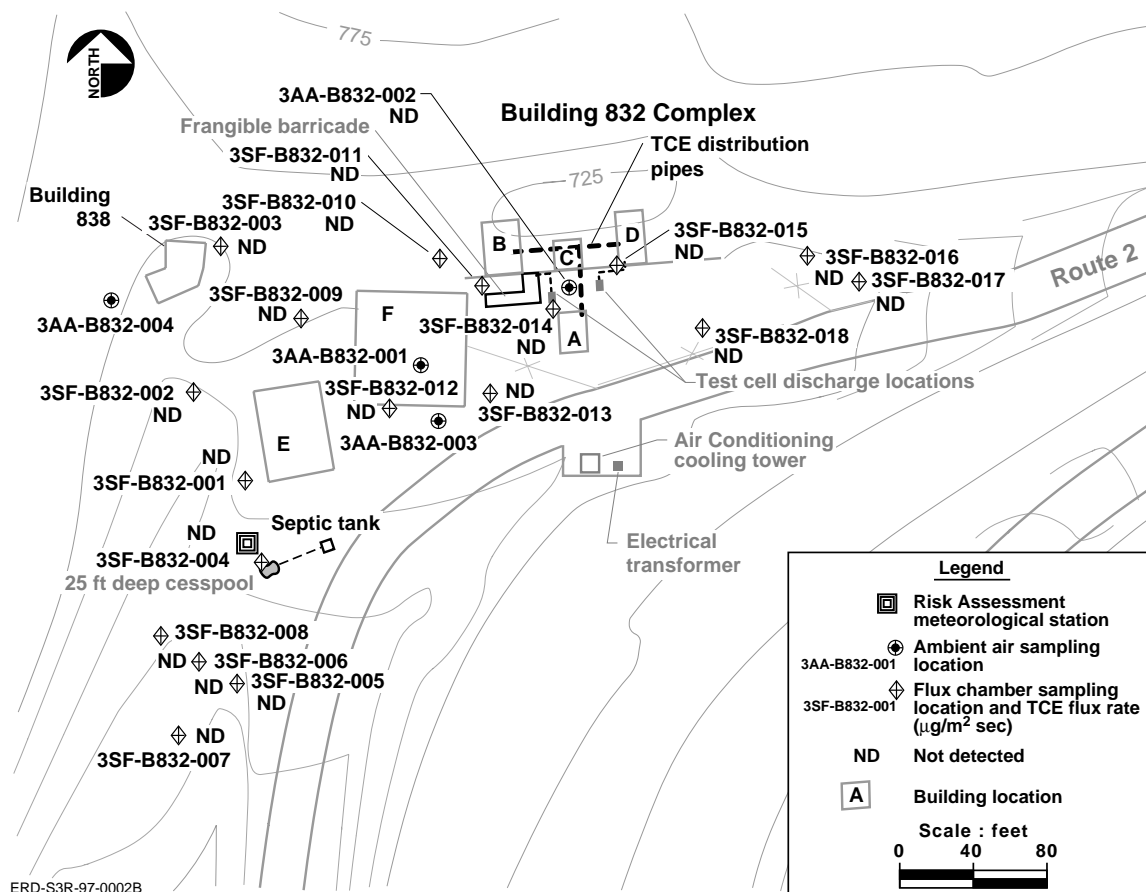 775
NORTH
3AA-B832-002
ND
Building 832 Complex
Frangible barricade
TCE distribution
pipes
3SF-B832-011
ND
725
Building
838
3SF-B832-003
ND
3SF-B832-010
ND
B
C
D
3SF-B832-015
ND
3SF-B832-016
ND
3SF-B832-017
ND
Route 2
3AA-B832-004
3SF-B832-009
ND
F
3SF-B832-014
ND
A
3SF-B832-018
ND
3AA-B832-001
Test cell discharge locations
3SF-B832-002
ND
3SF-B832-012
ND
ND
3SF-B832-013
3AA-B832-003
E
Air Conditioning
cooling tower
ND
3SF-B832-001
Electrical
transformer
ND
Septic tank
3SF-B832-004
25 ft deep cesspool
3SF-B832-008
ND
3SF-B832-006
ND
3SF-B832-005
ND
ND
3SF-B832-007
Legend
Risk Assessment
meteorological station
3AA-B832-001
Ambient air sampling
location
3SF-B832-001
Flux chamber sampling
location and TCE flux rate
(μg/m² sec)
ND Not detected
A Building location
Scale : feet
0 40 80
ERD-S3R-97-0002B